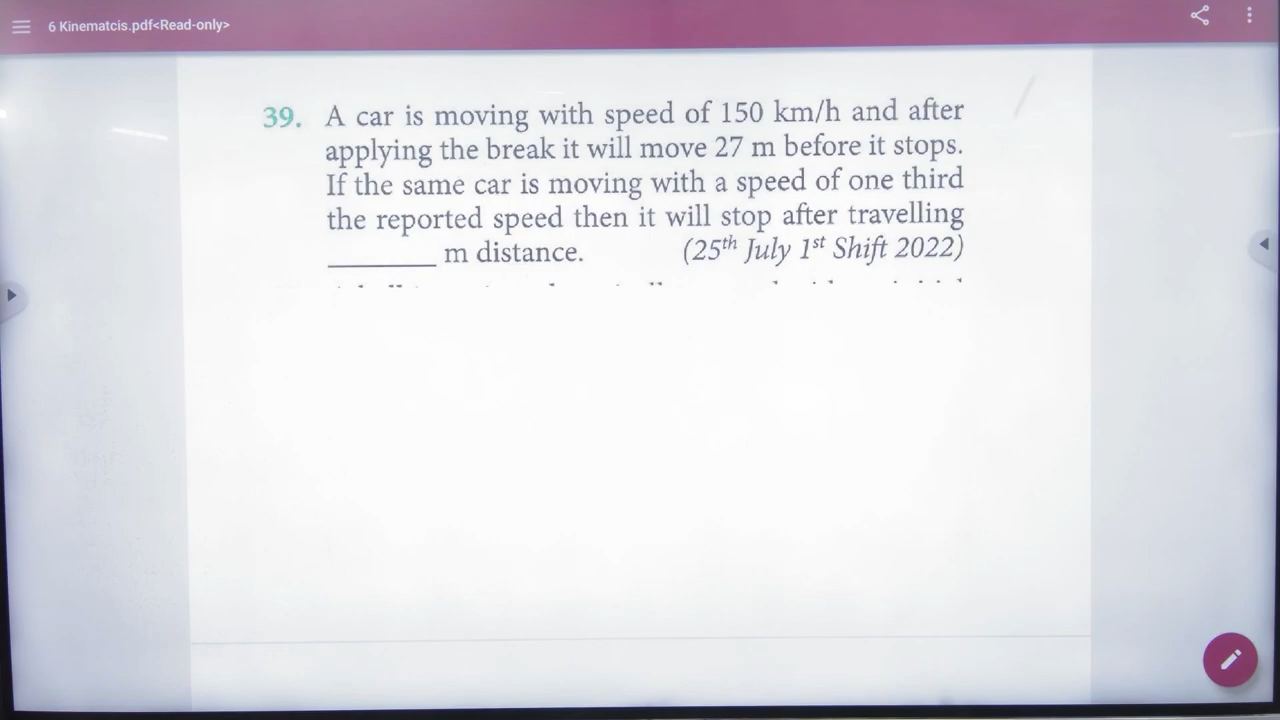 6 Kinematcis.pdf<Read-only>
39. A car is moving with speed of 150 km/h and after
applying the break it will move 27 m before it stops.
If the same car is moving with a speed of one third
the reported speed then it will stop after travelling
________ m distance. (25th July 1st Shift 2022)